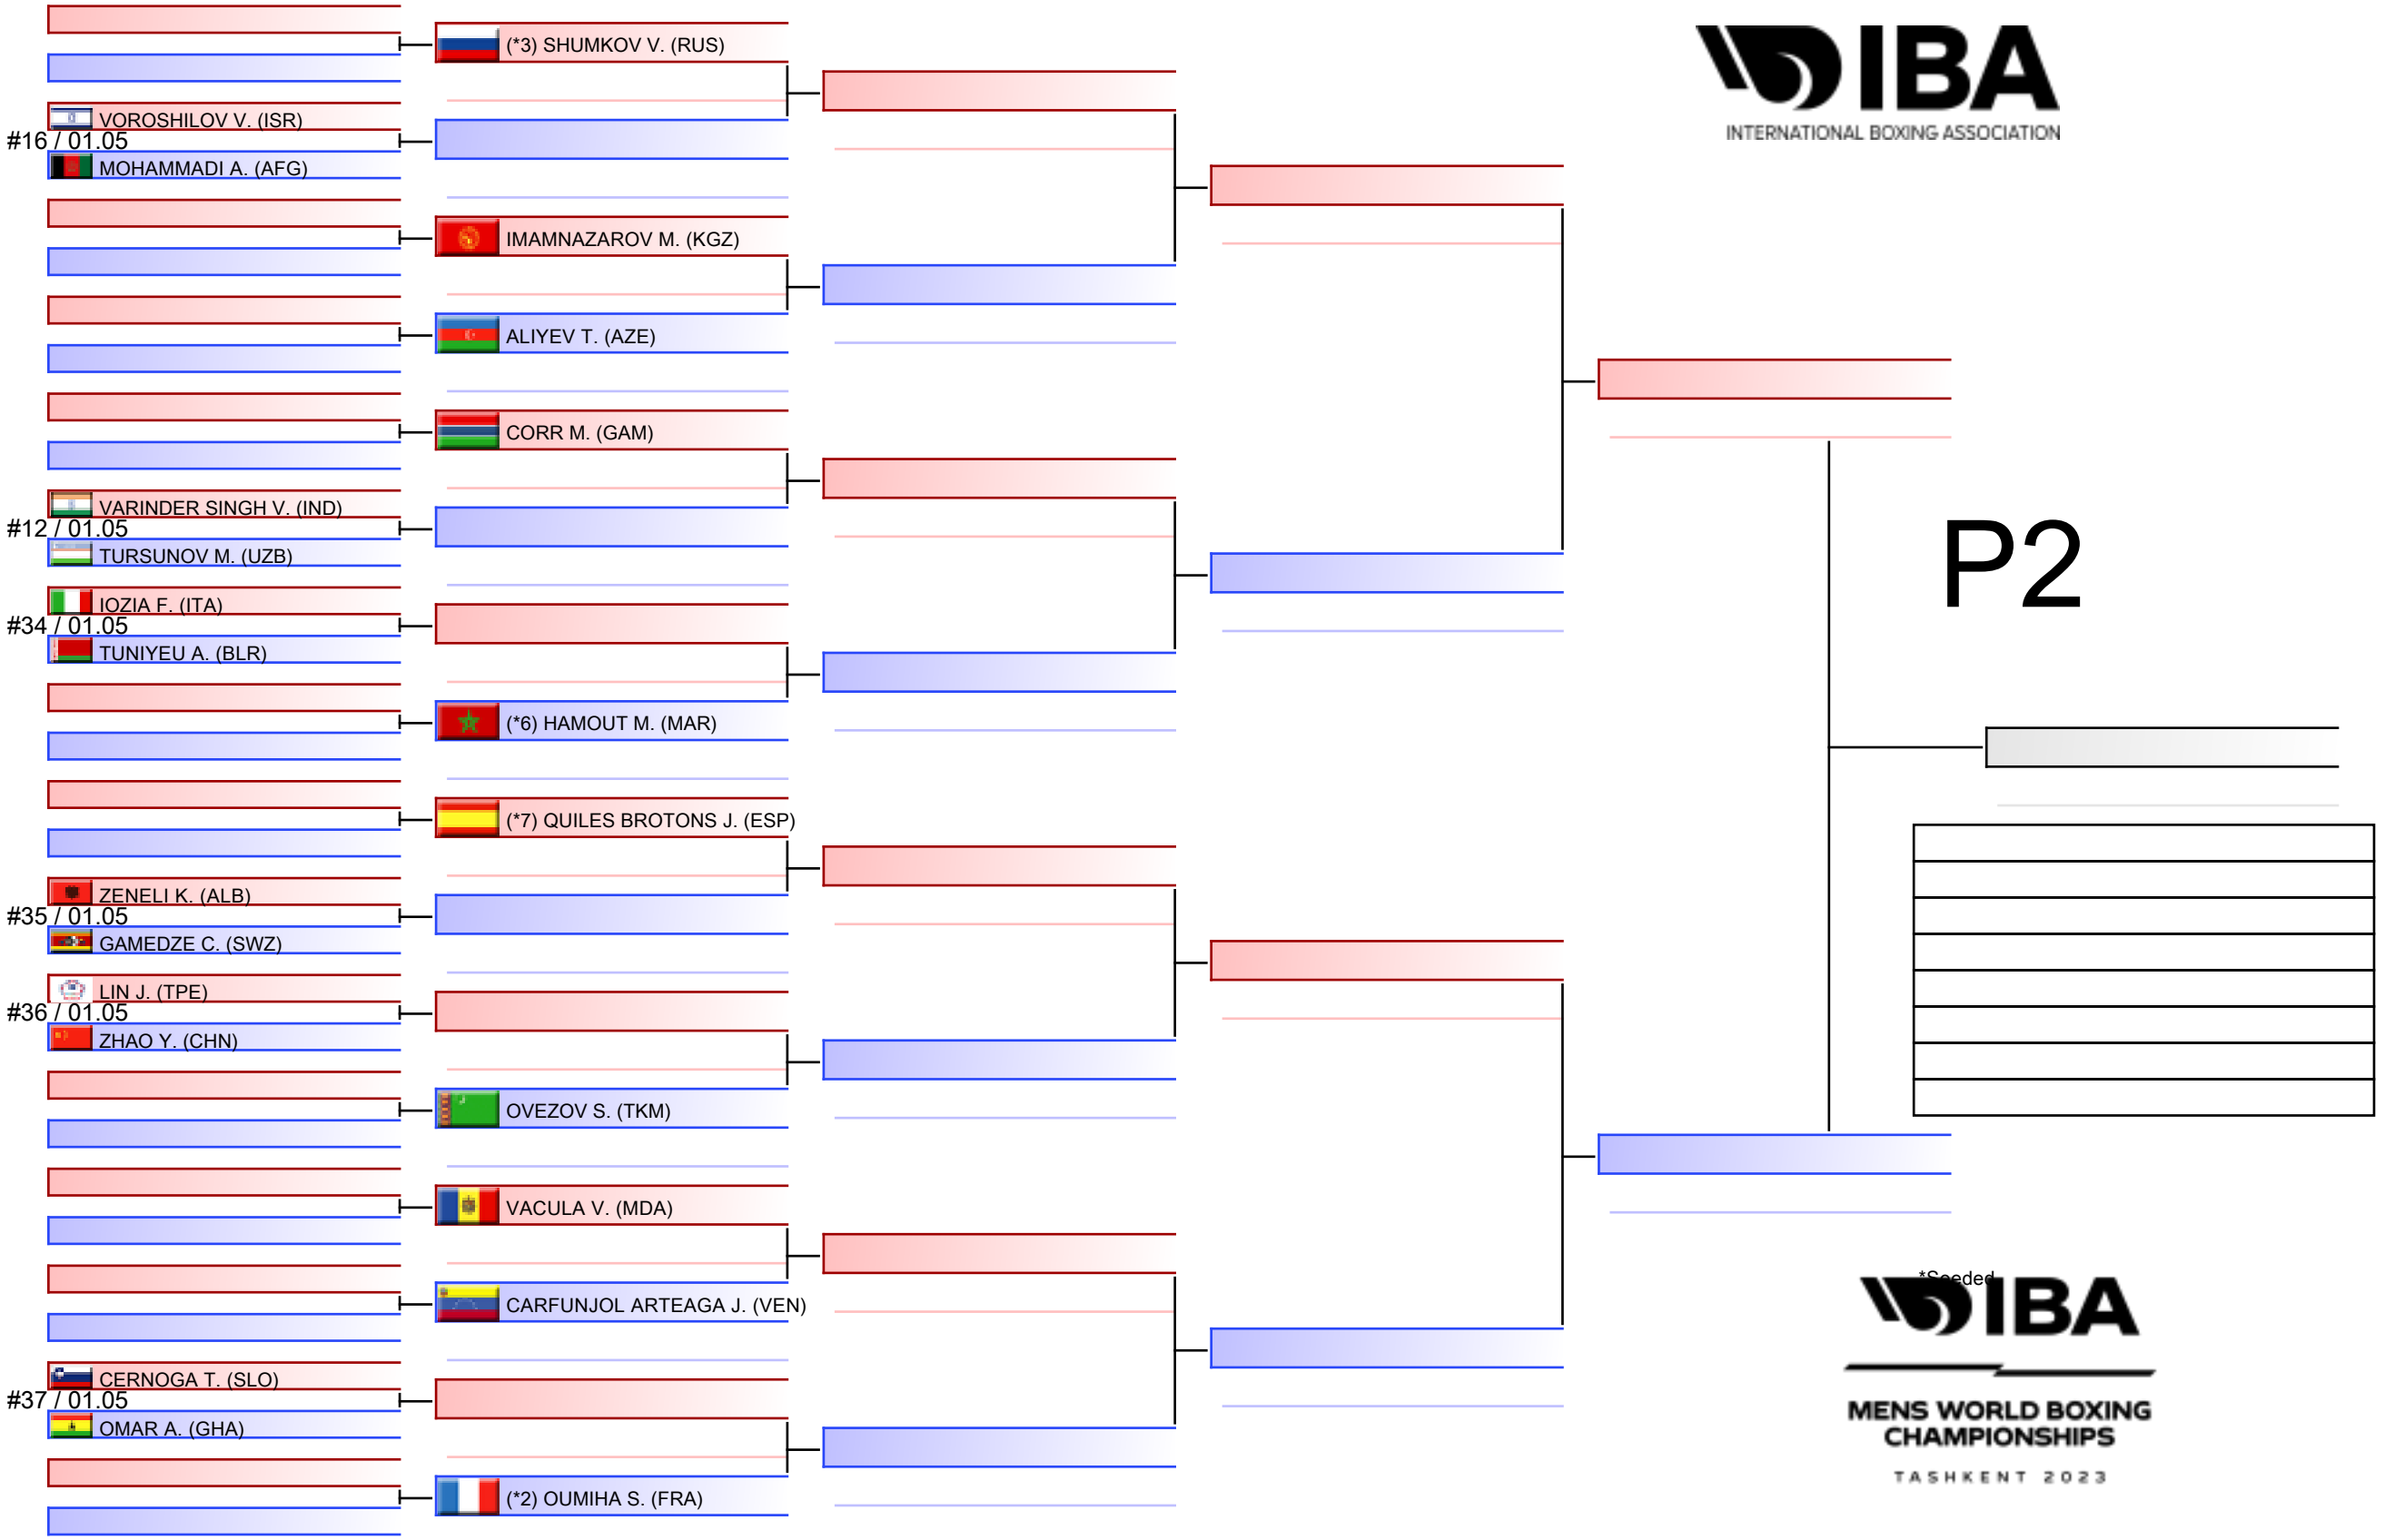 (*3) SHUMKOV V. (RUS)
VOROSHILOV V. (ISR)
#16 / 01.05
MOHAMMADI A. (AFG)
IMAMNAZAROV M. (KGZ)
ALIYEV T. (AZE)
CORR M. (GAM)
VARINDER SINGH V. (IND)
#12 / 01.05
TURSUNOV M. (UZB)
IOZIA F. (ITA)
#34 / 01.05
TUNIYEU A. (BLR)
(*6) HAMOUT M. (MAR)
(*7) QUILES BROTONS J. (ESP)
ZENELI K. (ALB)
#35 / 01.05
GAMEDZE C. (SWZ)
LIN J. (TPE)
#36 / 01.05
ZHAO Y. (CHN)
OVEZOV S. (TKM)
VACULA V. (MDA)
CARFUNJOL ARTEAGA J. (VEN)
CERNOGA T. (SLO)
#37 / 01.05
OMAR A. (GHA)
(*2) OUMIHA S. (FRA)
IBA
INTERNATIONAL BOXING ASSOCIATION
P2
*Seeded
IBA
MENS WORLD BOXING
CHAMPIONSHIPS
TASHKENT 2023